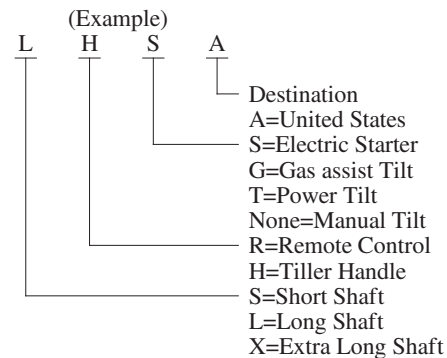 (Example)
L H S A
Destination
A=United States
S=Electric Starter
G=Gas assist Tilt
T=Power Tilt
None=Manual Tilt
R=Remote Control
H=Tiller Handle
S=Short Shaft
L=Long Shaft
X=Extra Long Shaft